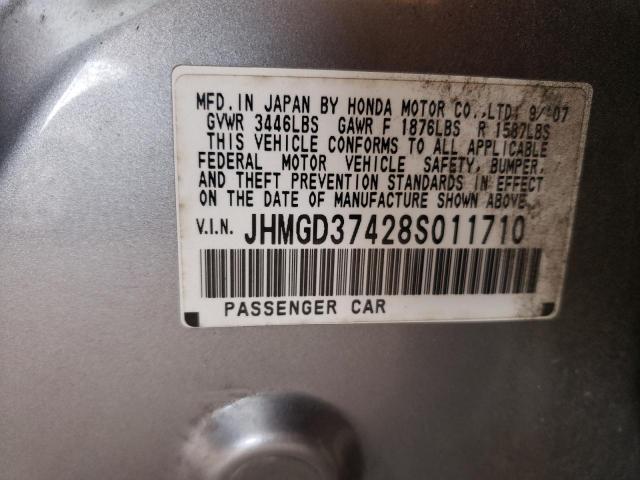 MFD. IN JAPAN BY HONDA MOTOR CO.,LTD. 9/'07
GVWR 3446LBS GAWR F 1876LBS R 1587LBS
THIS VEHICLE CONFORMS TO ALL APPLICABLE
FEDERAL MOTOR VEHICLE SAFETY, BUMPER,
AND THEFT PREVENTION STANDARDS IN EFFECT
ON THE DATE OF MANUFACTURE SHOWN ABOVE.
V.I.N. JHMGD37428S011710
PASSENGER CAR